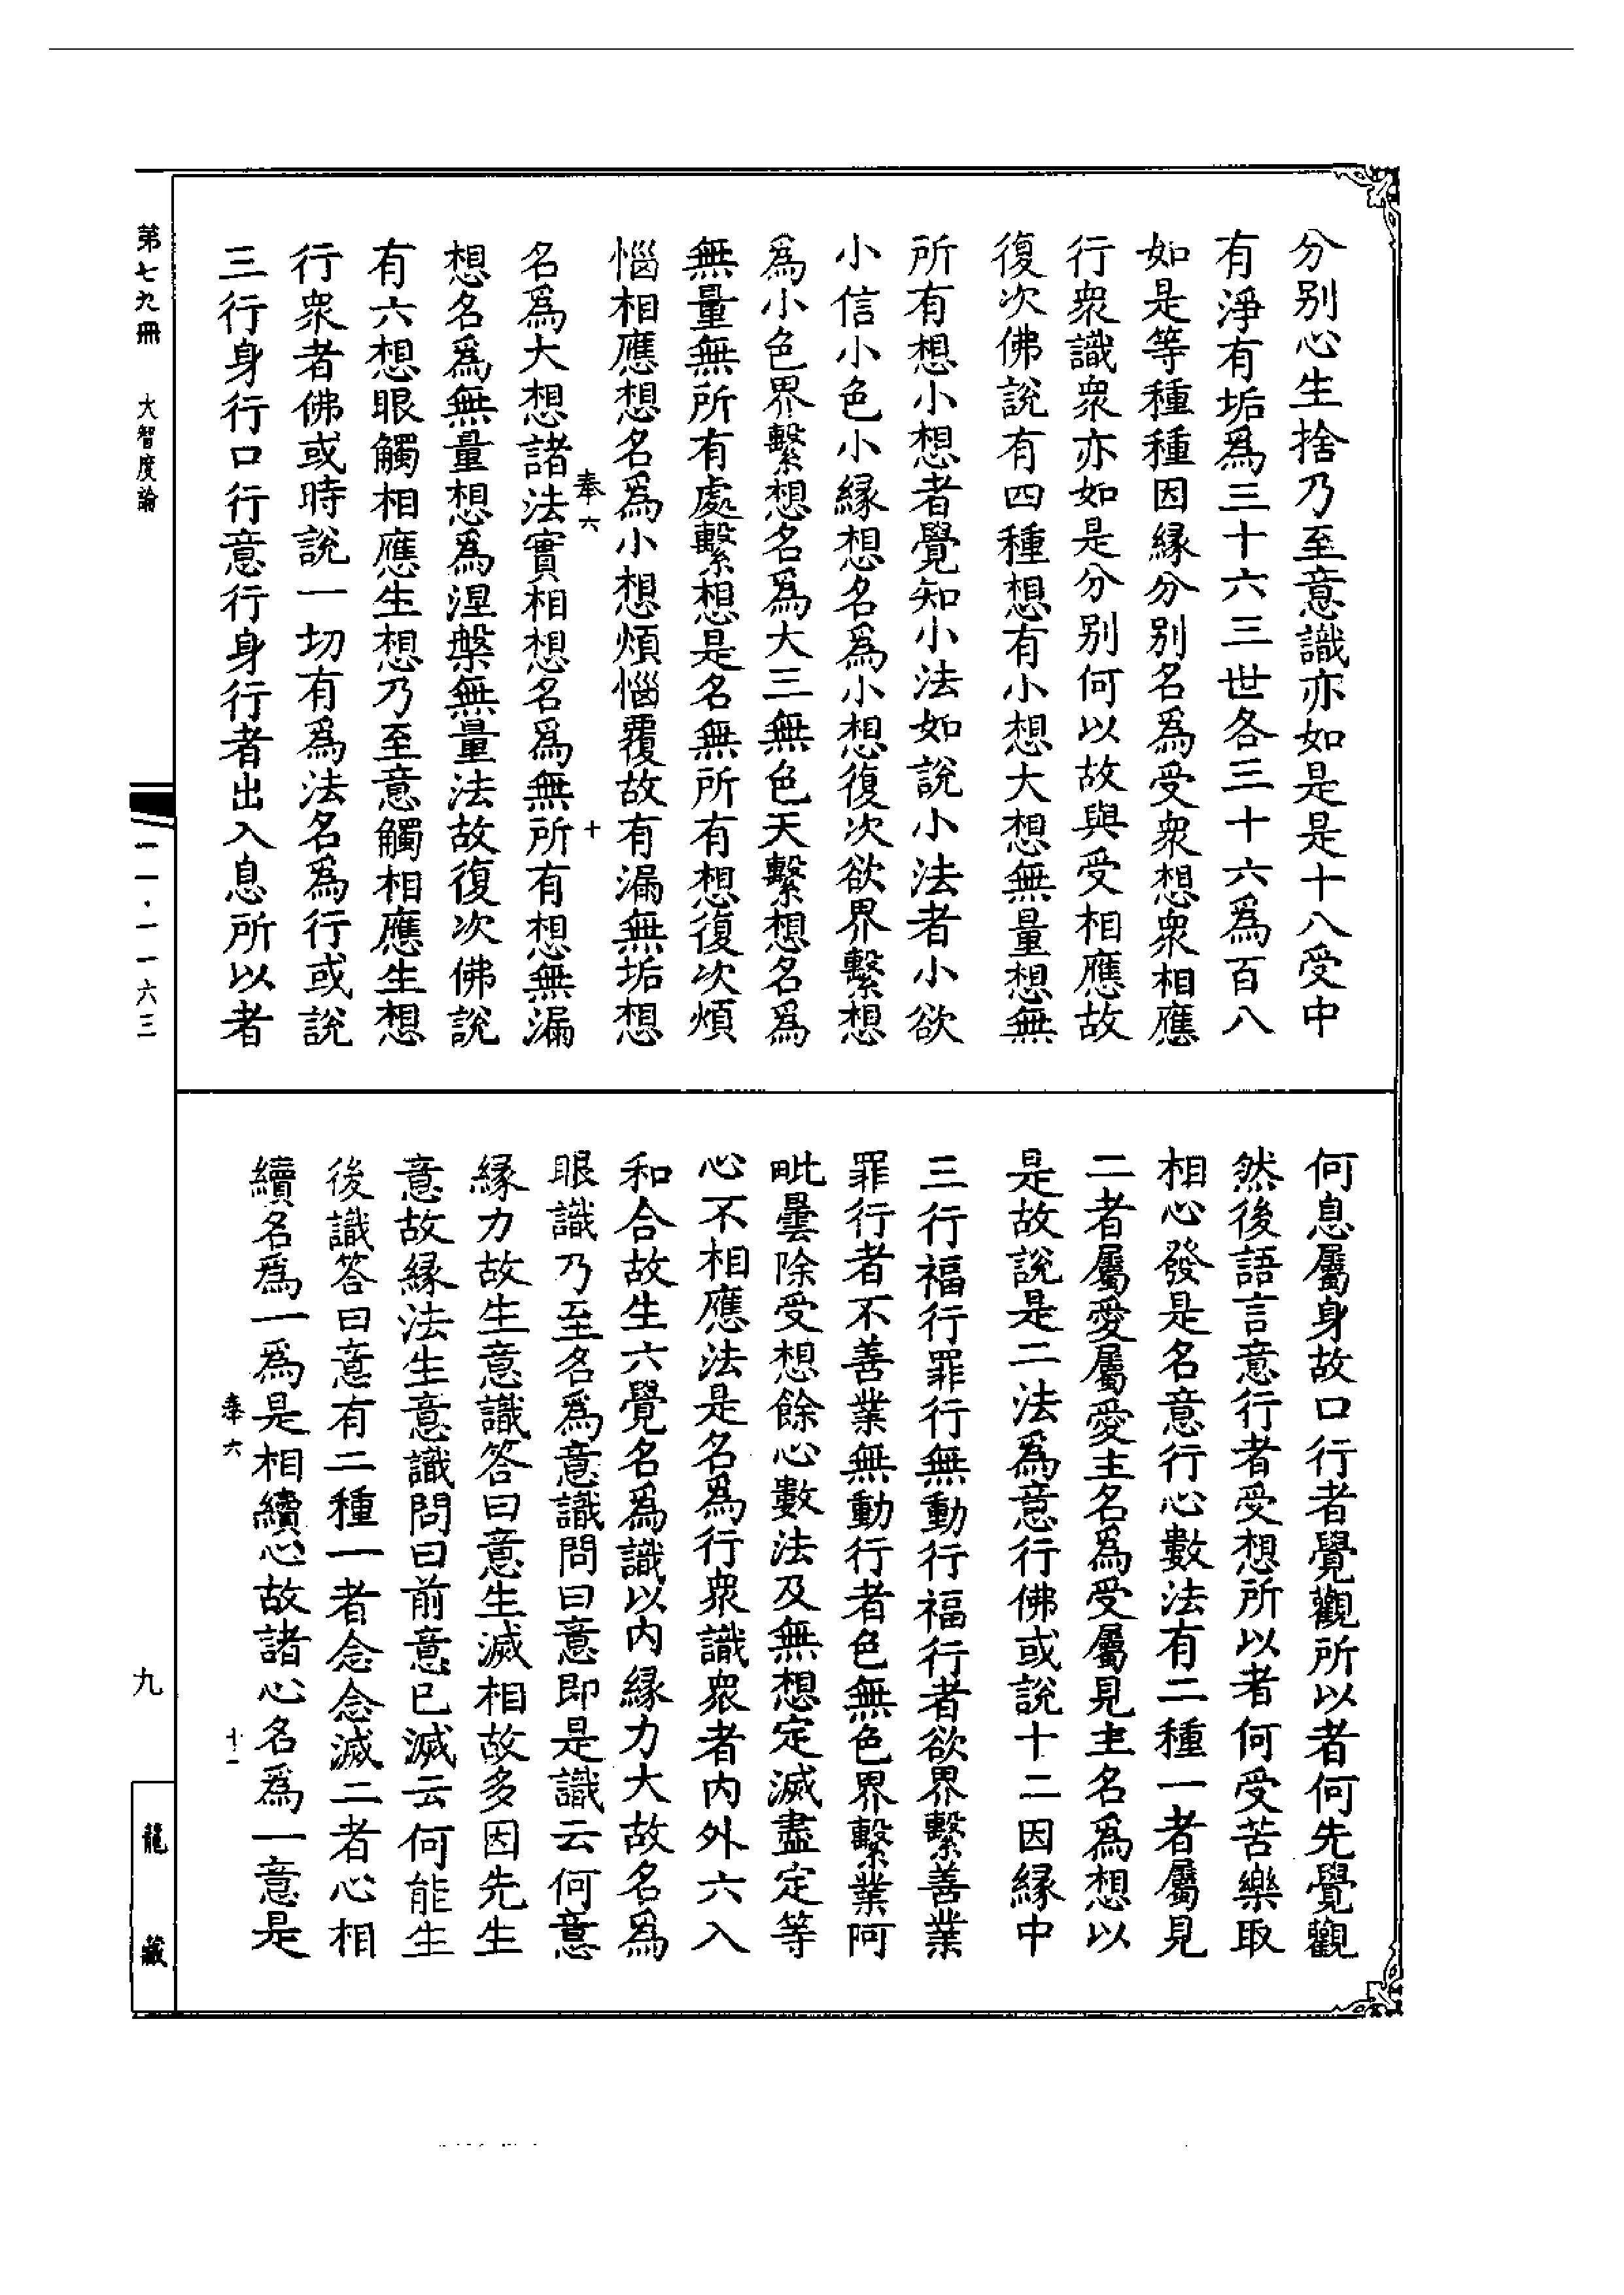 分别心生捨乃至意識亦如是是十八受中
有淨有垢爲三十六三世各三十六爲百八
如是等種種因緣分别名爲受衆想衆相應
行衆識衆亦如是分别何以故與受相應故
復次佛說有四種想有小想大想無量想無
所有想小想者覺知小法如說小法者小欲
小信小色小緣想名爲小想復次欲界繫想
爲小色界繫想名爲大三無色天繫想名爲
無量無所有處繫想是名無所有想復次煩
惱相應想名爲小想煩惱覆故有漏無垢想
奉六
十
名爲大想諸法實相想名爲無所有想無漏
想名爲無量想爲涅槃無量法故復次佛說
有六想眼觸相應生想乃至意觸相應生想
行衆者佛或時說一切有爲法名爲行或說
三行身行口行意行身行者出入息所以者
何息屬身故口行者覺觀所以者何先覺觀
然後語言意行者受想所以者何受苦樂取
相心發是名意行心數法有二種一者屬見
二者屬愛屬愛主名爲受屬見主名爲想以
是故說是二法爲意行佛或說十二因緣中
三行福行罪行無動行福行者欲界繫善業
罪行者不善業無動行者色無色界繫業阿
毗曇除受想餘心數法及無想定滅盡定等
心不相應法是名爲行衆識衆者内外六入
和合故生六覺名爲識以内緣力大故名爲
眼識乃至名爲意識問曰意即是識云何意
緣力故生意識答曰意生滅相故多因先生
意故緣法生意識問曰前意已滅云何能生
後識答曰意有二種一者念念滅二者心相
續名爲一爲是相續心故諸心名爲一意是
奉六
十一
第七九冊　大智度論
一一·一一六三
九
龍藏